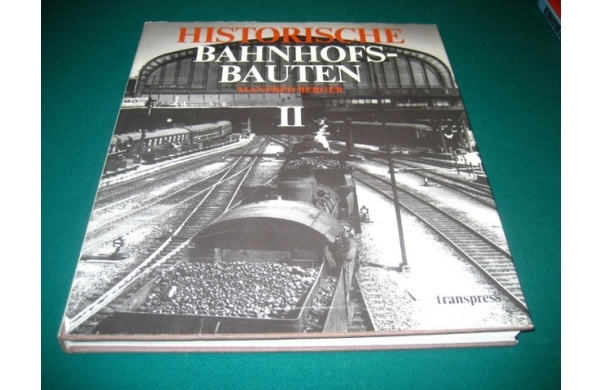 HISTORISCHE
BAHNHOFS-
BAUTEN
MANFRED BERGER
II
transpress